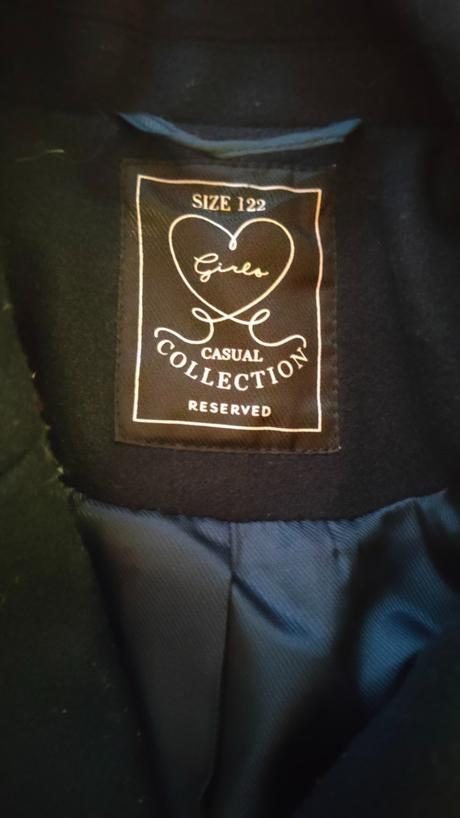 SIZE 122
Girls
CASUAL
COLLECTION
RESERVED